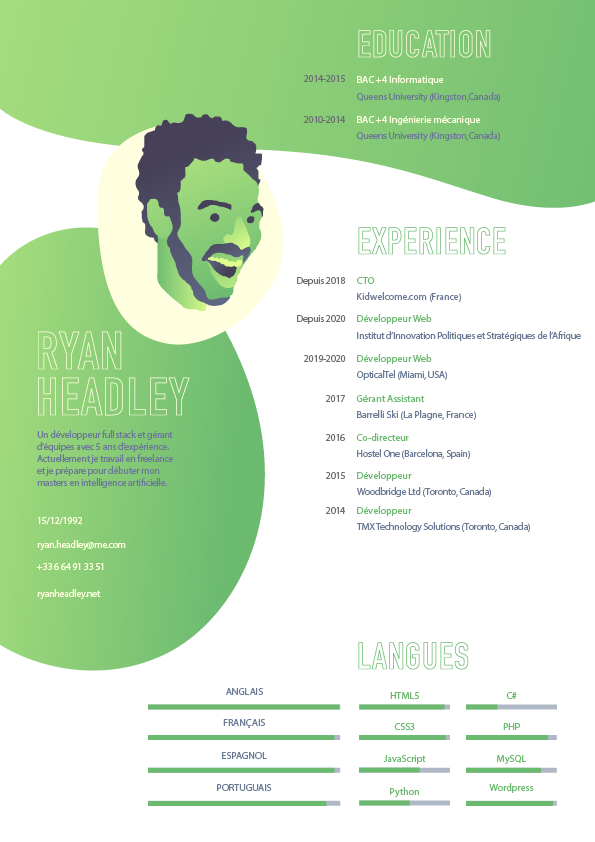 EDUCATION
2014-2015 BAC+4 Informatique
Queens University (Kingston,Canada)
2010-2014 BAC+4 Ingénierie mécanique
Queens University (Kingston,Canada)
EXPERIENCE
Depuis 2018 CTO
Kidwelcome.com (France)
Depuis 2020 Développeur Web
Institut d'Innovation Politiques et Stratégiques de l'Afrique
2019-2020 Développeur Web
OpticalTel (Miami, USA)
2017 Gérant Assistant
Barrelli Ski (La Plagne, France)
2016 Co-directeur
Hostel One (Barcelona, Spain)
2015 Développeur
Woodbridge Ltd (Toronto, Canada)
2014 Développeur
TMX Technology Solutions (Toronto, Canada)
RYAN
HEADLEY
Un développeur full stack et gérant
d'équipes avec 5 ans d'expérience.
Actuellement je travail en freelance
et je prépare pour débuter mon
masters en intelligence artificielle.
15/12/1992
ryan.headley@me.com
+33 6 64 91 33 51
ryanheadley.net
LANGUES
ANGLAIS
FRANÇAIS
ESPAGNOL
PORTUGUAIS
HTML5
CSS3
JavaScript
Python
C#
PHP
MySQL
Wordpress